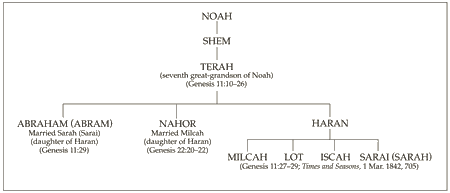 NOAH
SHEM
TERAH
(seventh great-grandson of Noah)
(Genesis 11:10–26)
ABRAHAM (ABRAM)
Married Sarah (Sarai)
(daughter of Haran)
(Genesis 11:29)
NAHOR
Married Milcah
(daughter of Haran)
(Genesis 22:20–22)
HARAN
MILCAH LOT ISCAH SARAI (SARAH)
(Genesis 11:27–29; Times and Seasons, 1 Mar. 1842, 705)